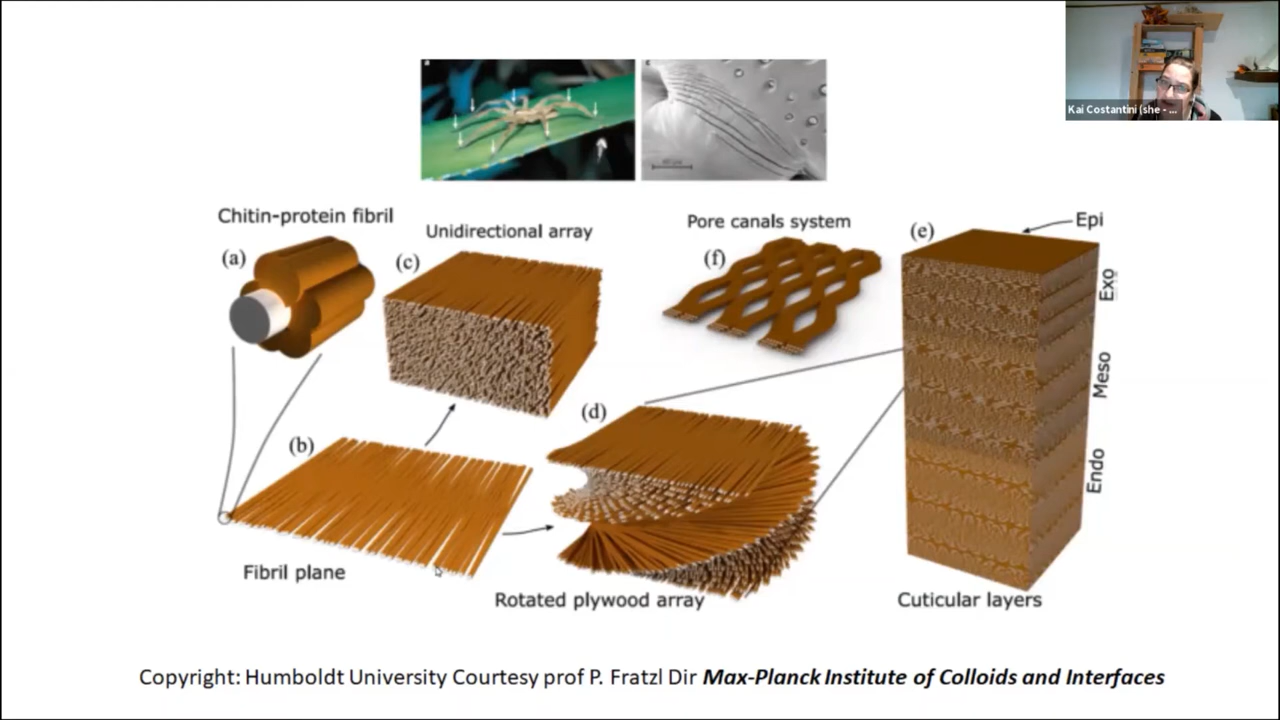 Kai Costantini (she - ...
Chitin-protein fibril
(a)
Unidirectional array
(c)
Pore canals system
(f)
(e)
Epi
Exo
Meso
Endo
(b)
(d)
Fibril plane
Rotated plywood array
Cuticular layers
Copyright: Humboldt University Courtesy prof P. Fratzl Dir Max-Planck Institute of Colloids and Interfaces